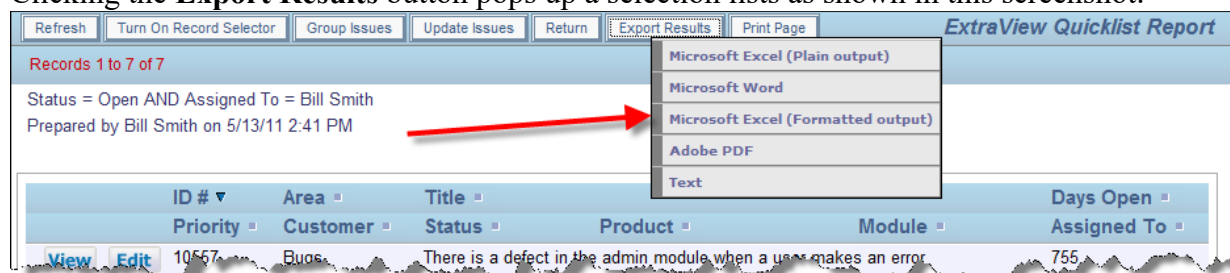 Clicking the Export Results button pops up a selection lists as shown in this screenshot.
Refresh Turn On Record Selector Group Issues Update Issues Return Export Results Print Page ExtraView Quicklist Report
Records 1 to 7 of 7
Microsoft Excel (Plain output)
Microsoft Word
Microsoft Excel (Formatted output)
Adobe PDF
Text
Status = Open AND Assigned To = Bill Smith
Prepared by Bill Smith on 5/13/11 2:41 PM
ID # Area Title Days Open
Priority Customer Status Product Module Assigned To
View Edit 10557 Bugs There is a defect in the admin module when a user makes an error 755